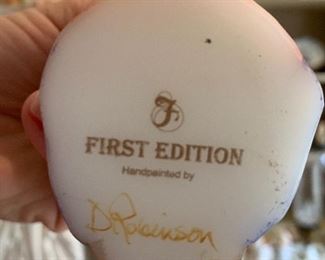 F
FIRST EDITION
Handpainted by
D. Robinson